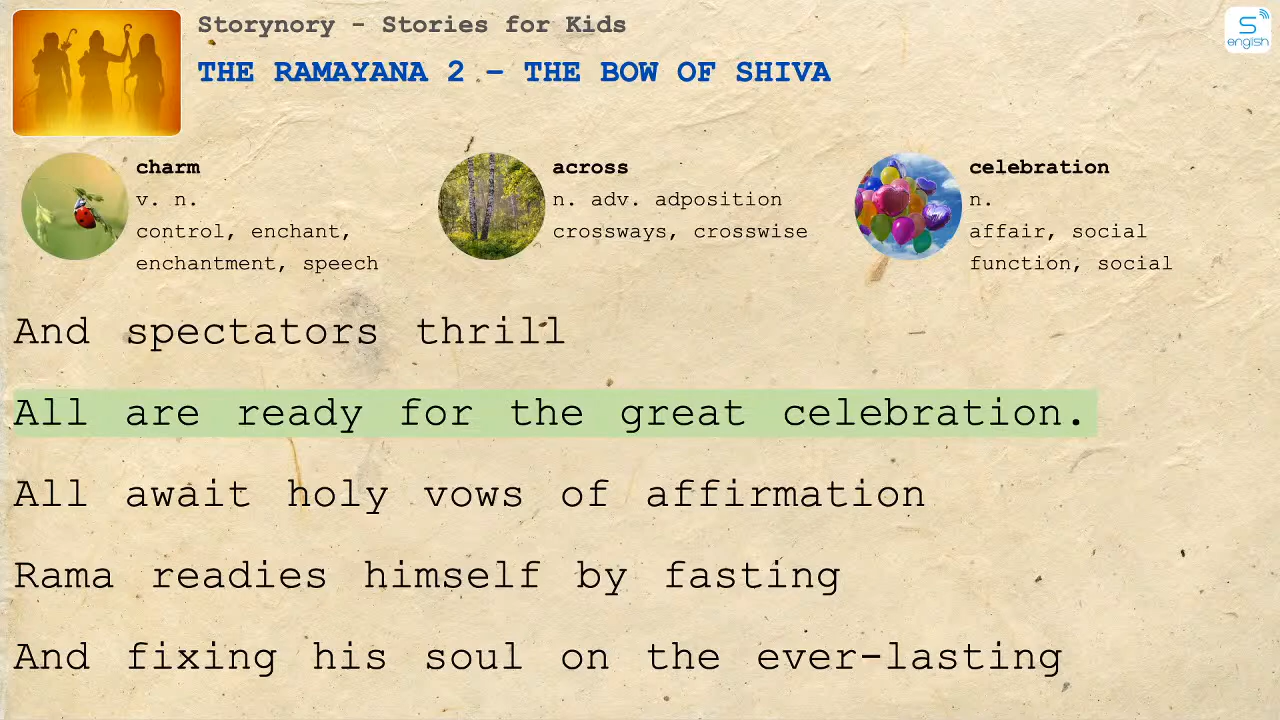 Storynory - Stories for Kids
THE RAMAYANA 2 – THE BOW OF SHIVA
S
english
charm
v. n.
control, enchant,
enchantment, speech
across
n. adv. adposition
crossways, crosswise
celebration
n.
affair, social
function, social
And spectators thrill
All are ready for the great celebration.
All await holy vows of affirmation
Rama readies himself by fasting
And fixing his soul on the ever-lasting